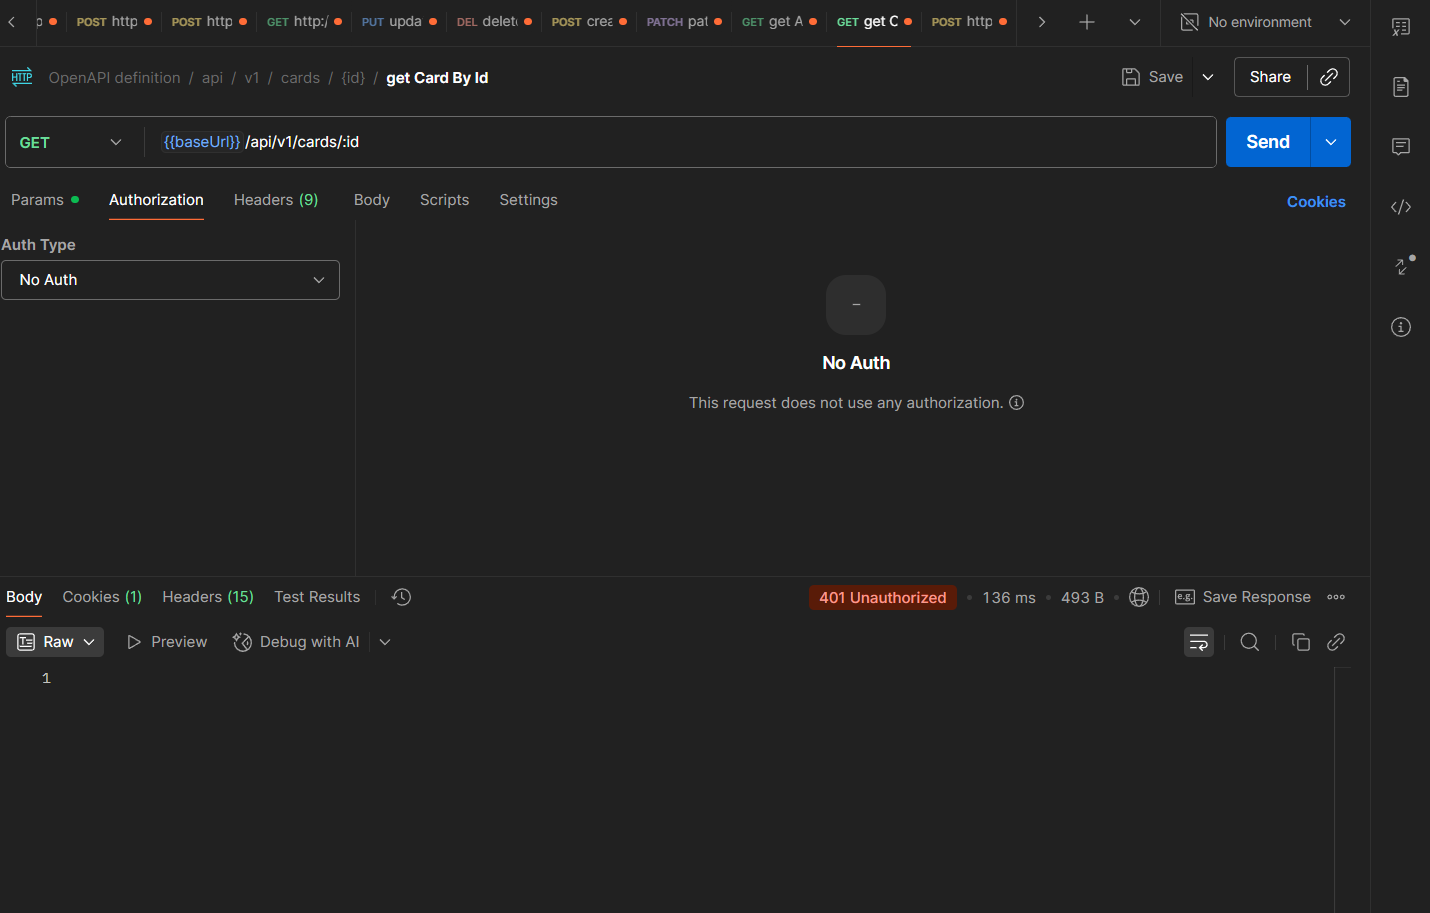 POST http
POST http
GET http:/
PUT upda
DEL delet
POST crea
PATCH pat
GET get A
GET get C
POST http
No environment
HTTP
OpenAPI definition / api / v1 / cards / {id} / get Card By Id
Save
Share
GET
{{baseUrl}} /api/v1/cards/:id
Send
Params
Authorization
Headers (9)
Body
Scripts
Settings
Cookies
Auth Type
No Auth
No Auth
This request does not use any authorization.
Body
Cookies (1)
Headers (15)
Test Results
401 Unauthorized
136 ms
493 B
e.g.
Save Response
Raw
Preview
Debug with AI
1